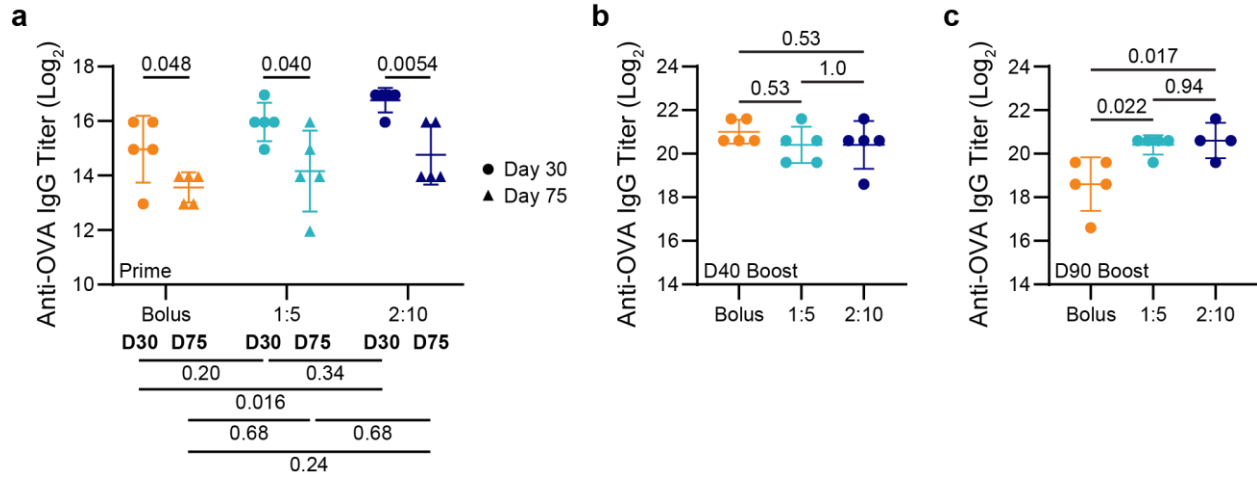 a
Anti-OVA IgG Titer (Log2)
18
16
14
12
10
0.048
0.040
0.0054
Prime
Bolus
1:5
2:10
D30 D75 D30 D75 D30 D75
0.20
0.34
0.016
0.68
0.68
0.24
Day 30
Day 75
b
Anti-OVA IgG Titer (Log2)
24
22
20
18
16
14
0.53
1.0
0.53
D40 Boost
Bolus 1:5 2:10
c
Anti-OVA IgG Titer (Log2)
24
22
20
18
16
14
0.017
0.94
0.022
D90 Boost
Bolus 1:5 2:10